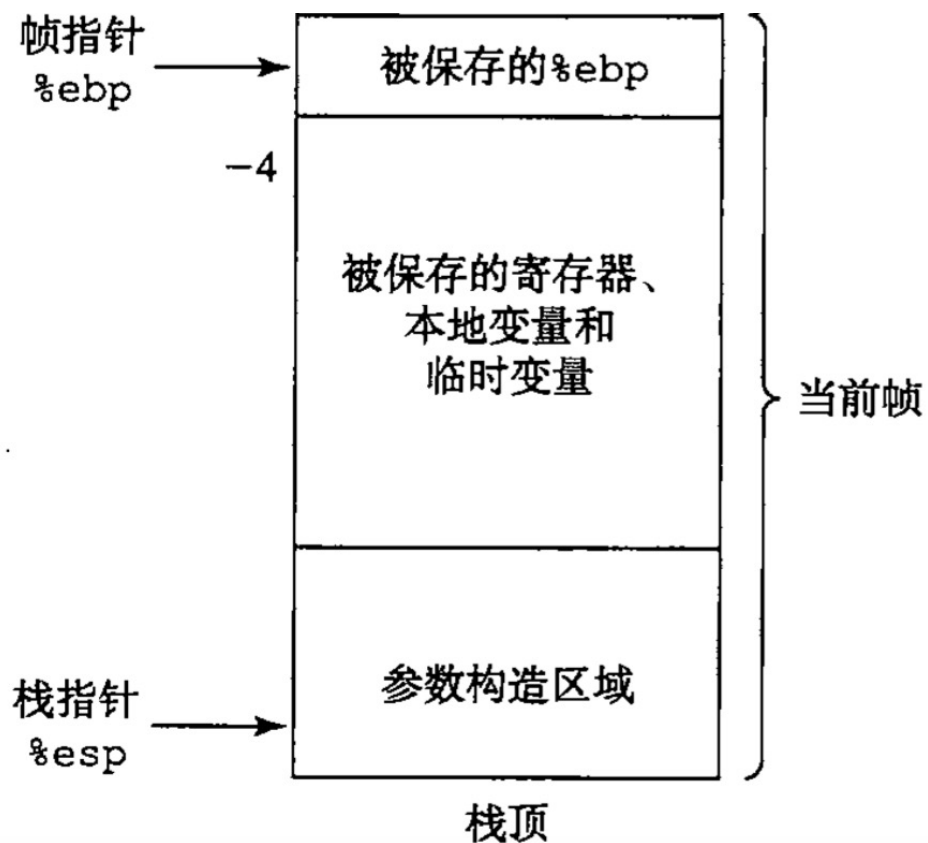 帧指针
%ebp
被保存的%ebp
-4
被保存的寄存器、
本地变量和
临时变量
当前帧
参数构造区域
栈指针
%esp
栈顶